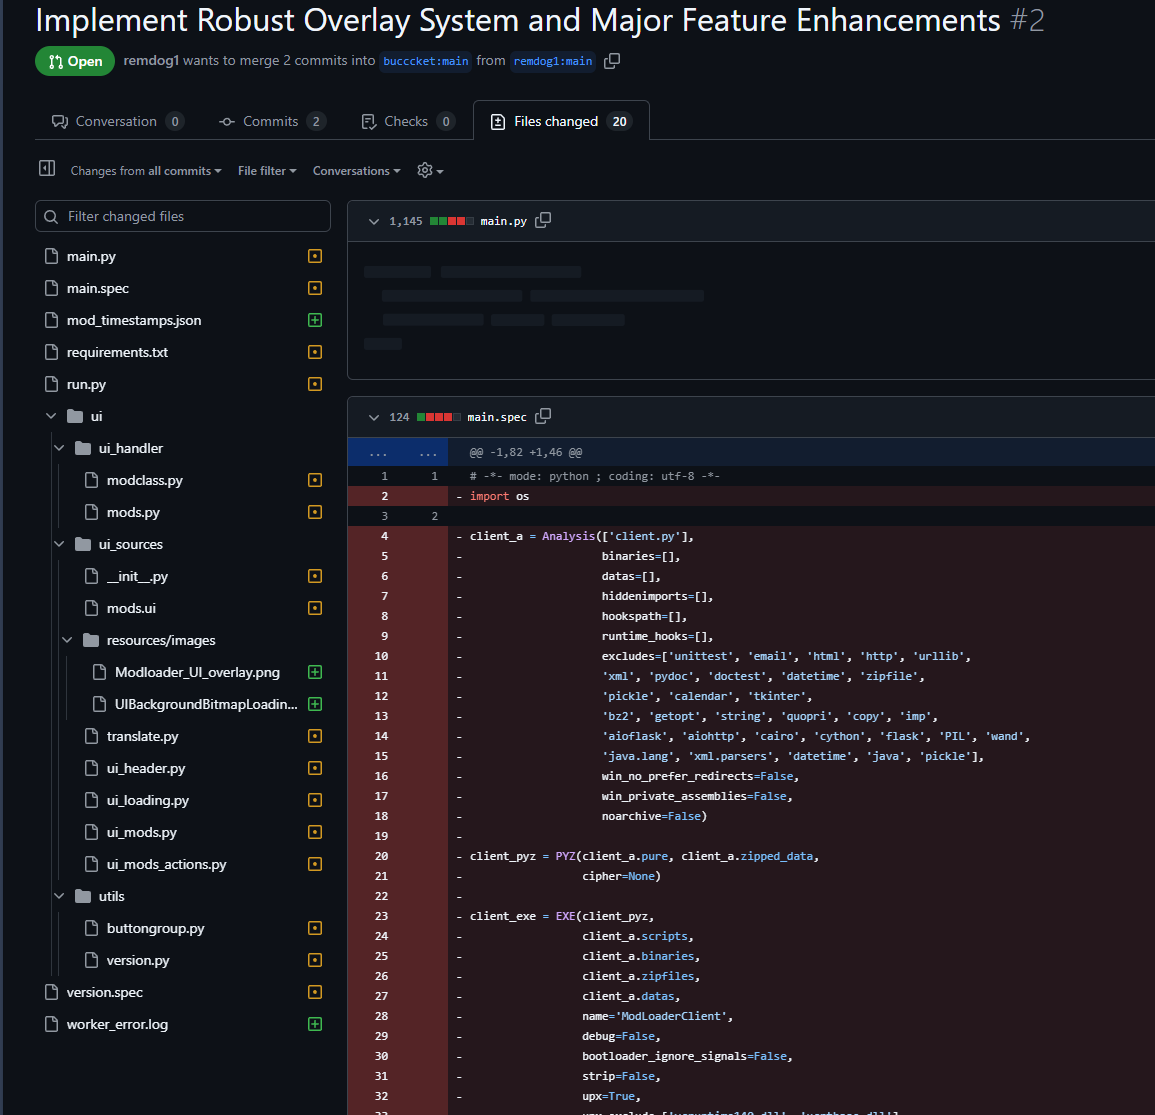 Implement Robust Overlay System and Major Feature Enhancements #2
Open remdog1 wants to merge 2 commits into bucccket:main from remdog1:main
Conversation 0 Commits 2 Checks 0 Files changed 20
Changes from all commits File filter Conversations
Filter changed files
main.py
main.spec
mod_timestamps.json
requirements.txt
run.py
ui
ui_handler
modclass.py
mods.py
ui_sources
__init__.py
mods.ui
resources/images
Modloader_UI_overlay.png
UIBackgroundBitmapLoadin...
translate.py
ui_header.py
ui_loading.py
ui_mods.py
ui_mods_actions.py
utils
buttongroup.py
version.py
version.spec
worker_error.log
1,145 main.py
124 main.spec
... ... @@ -1,82 +1,46 @@
1 1 # -*- mode: python ; coding: utf-8 -*-
2 - import os
3 2
4 - client_a = Analysis(['client.py'],
5 - binaries=[],
6 - datas=[],
7 - hiddenimports=[],
8 - hookspath=[],
9 - runtime_hooks=[],
10 - excludes=['unittest', 'email', 'html', 'http', 'urllib',
11 - 'xml', 'pydoc', 'doctest', 'datetime', 'zipfile',
12 - 'pickle', 'calendar', 'tkinter',
13 - 'bz2', 'getopt', 'string', 'quopri', 'copy', 'imp',
14 - 'aioflask', 'aiohttp', 'cairo', 'cython', 'flask', 'PIL', 'wand',
15 - 'java.lang', 'xml.parsers', 'datetime', 'java', 'pickle'],
16 - win_no_prefer_redirects=False,
17 - win_private_assemblies=False,
18 - noarchive=False)
19 -
20 - client_pyz = PYZ(client_a.pure, client_a.zipped_data,
21 - cipher=None)
22 -
23 - client_exe = EXE(client_pyz,
24 - client_a.scripts,
25 - client_a.binaries,
26 - client_a.zipfiles,
27 - client_a.datas,
28 - name='ModLoaderClient',
29 - debug=False,
30 - bootloader_ignore_signals=False,
31 - strip=False,
32 - upx=True,